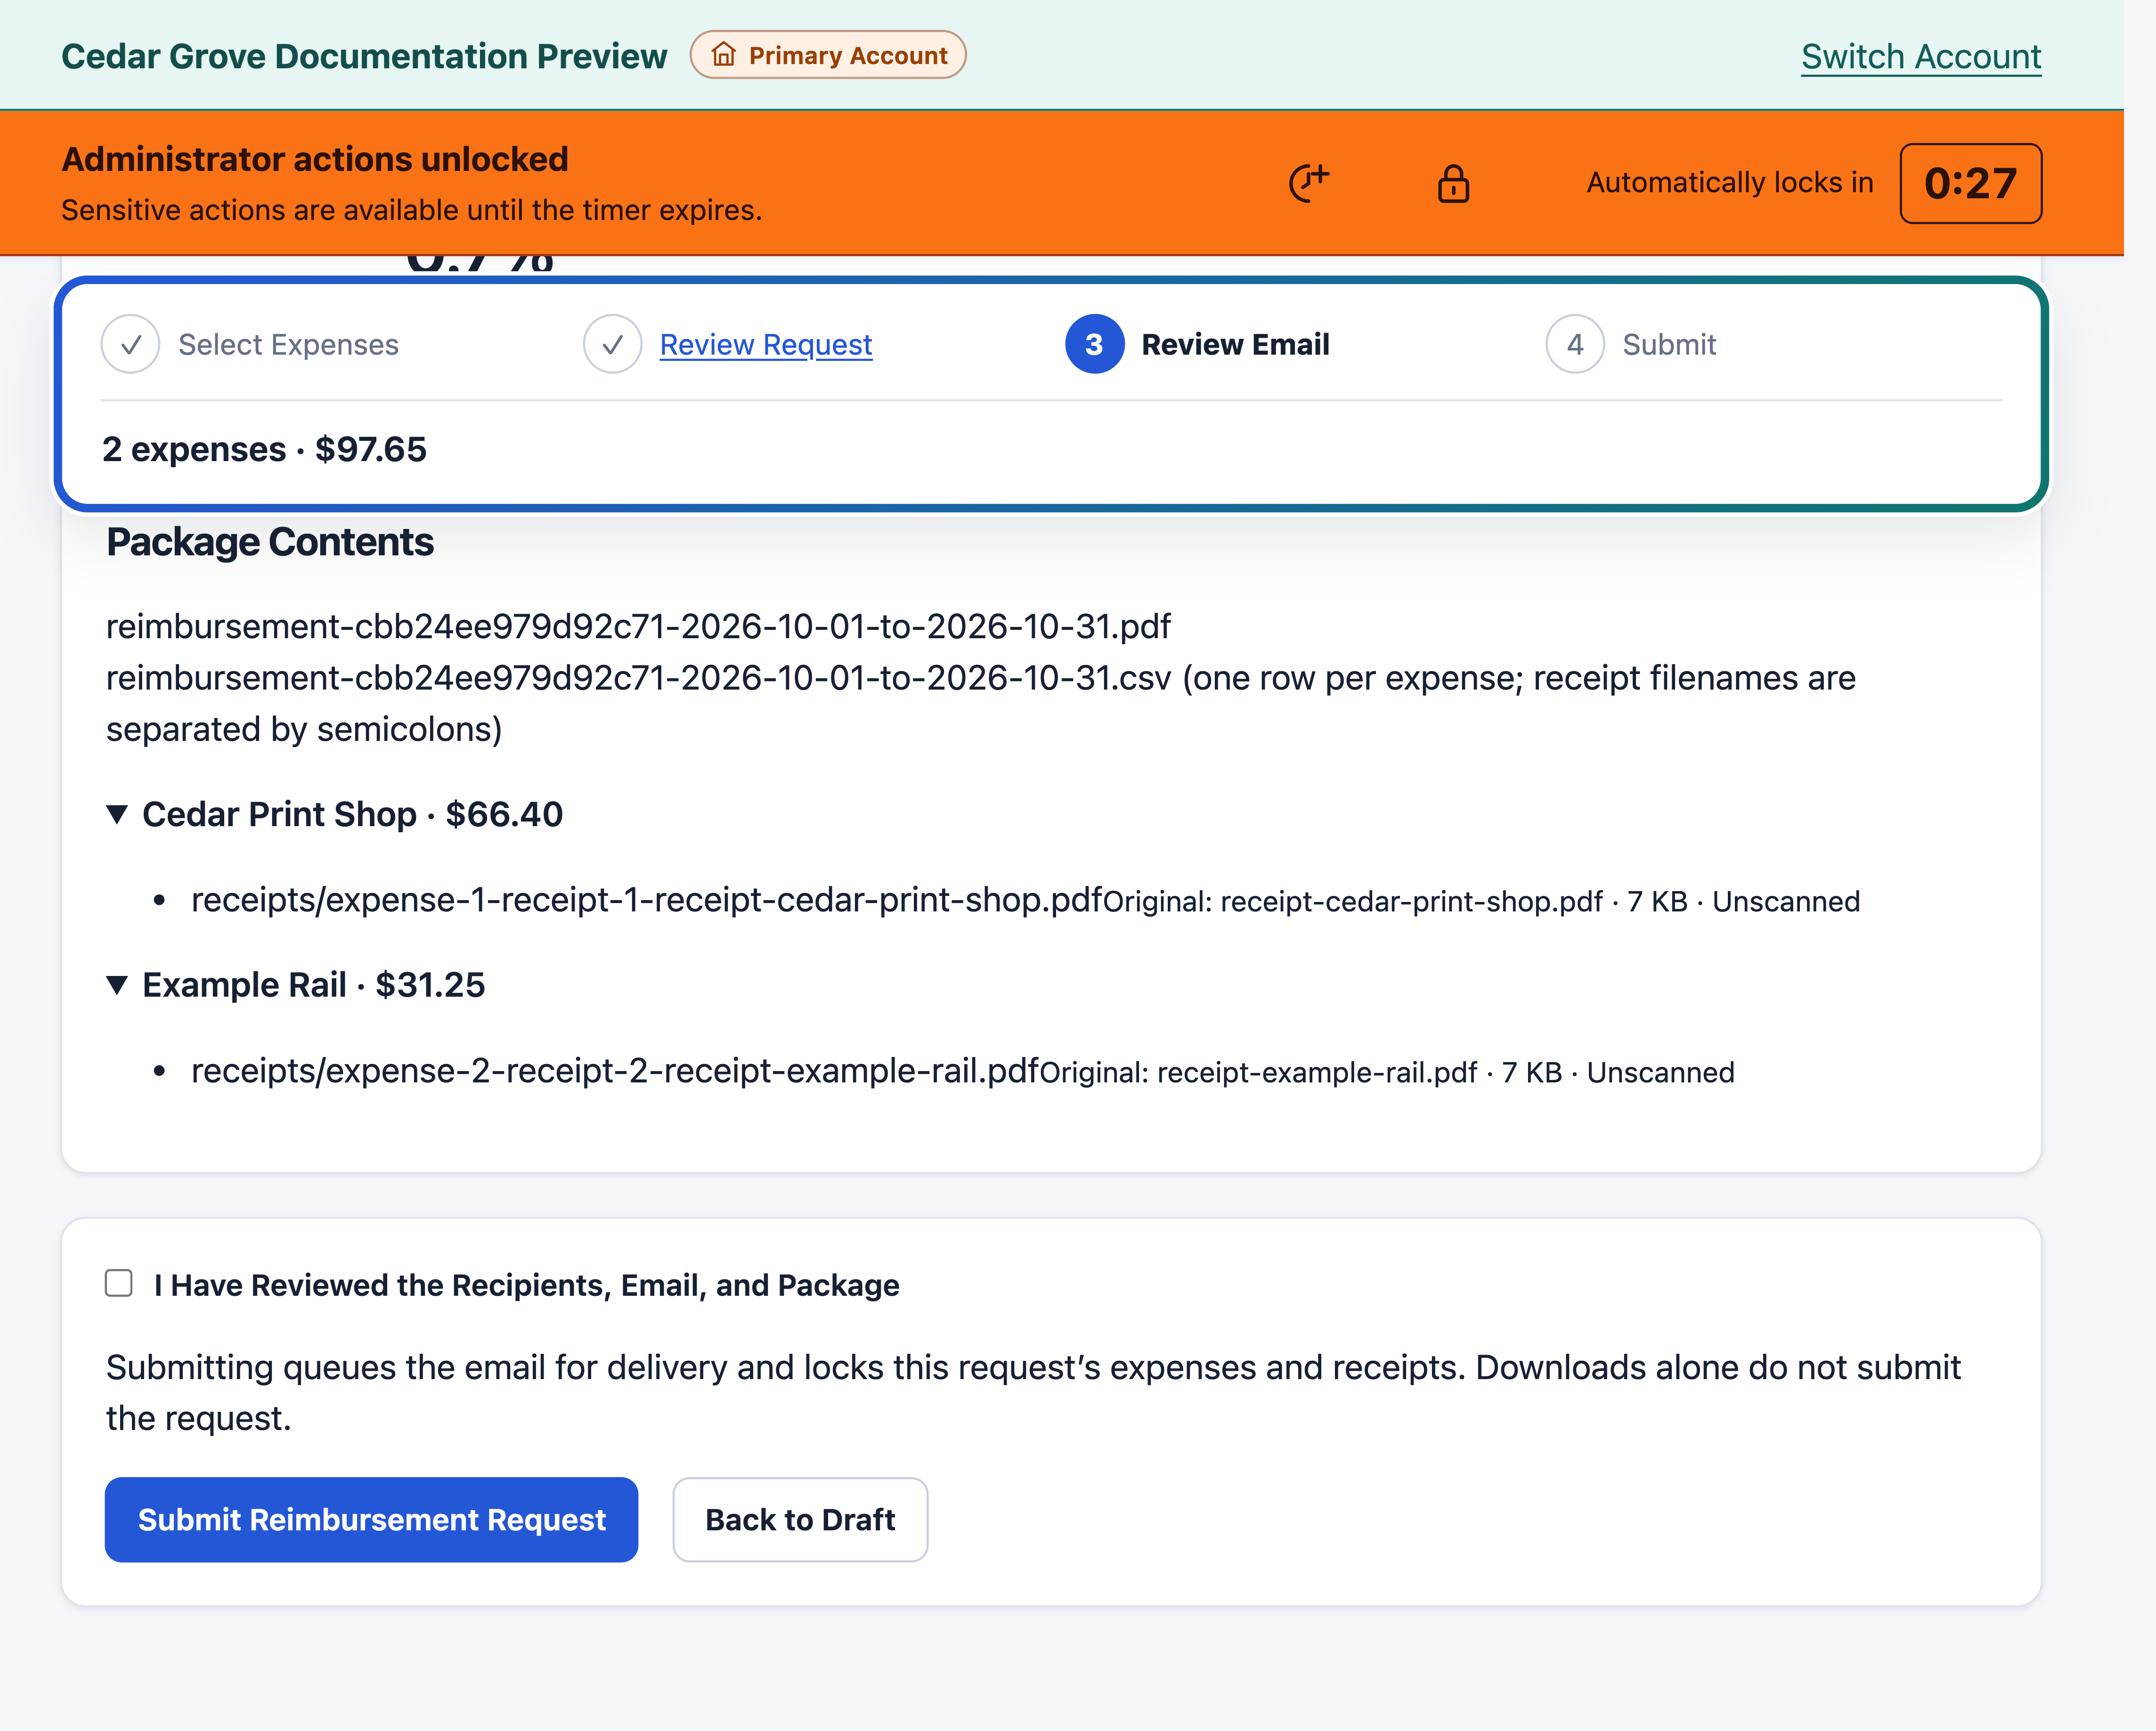 Cedar Grove Documentation Preview
Primary Account
Switch Account
Administrator actions unlocked
Sensitive actions are available until the timer expires.
Automatically locks in
0:27
Select Expenses
Review Request
3
Review Email
4
Submit
2 expenses · $97.65
Package Contents
reimbursement-cbb24ee979d92c71-2026-10-01-to-2026-10-31.pdf
reimbursement-cbb24ee979d92c71-2026-10-01-to-2026-10-31.csv (one row per expense; receipt filenames are
separated by semicolons)
Cedar Print Shop · $66.40
receipts/expense-1-receipt-1-receipt-cedar-print-shop.pdfOriginal: receipt-cedar-print-shop.pdf · 7 KB · Unscanned
Example Rail · $31.25
receipts/expense-2-receipt-2-receipt-example-rail.pdfOriginal: receipt-example-rail.pdf · 7 KB · Unscanned
I Have Reviewed the Recipients, Email, and Package
Submitting queues the email for delivery and locks this request’s expenses and receipts. Downloads alone do not submit
the request.
Submit Reimbursement Request
Back to Draft